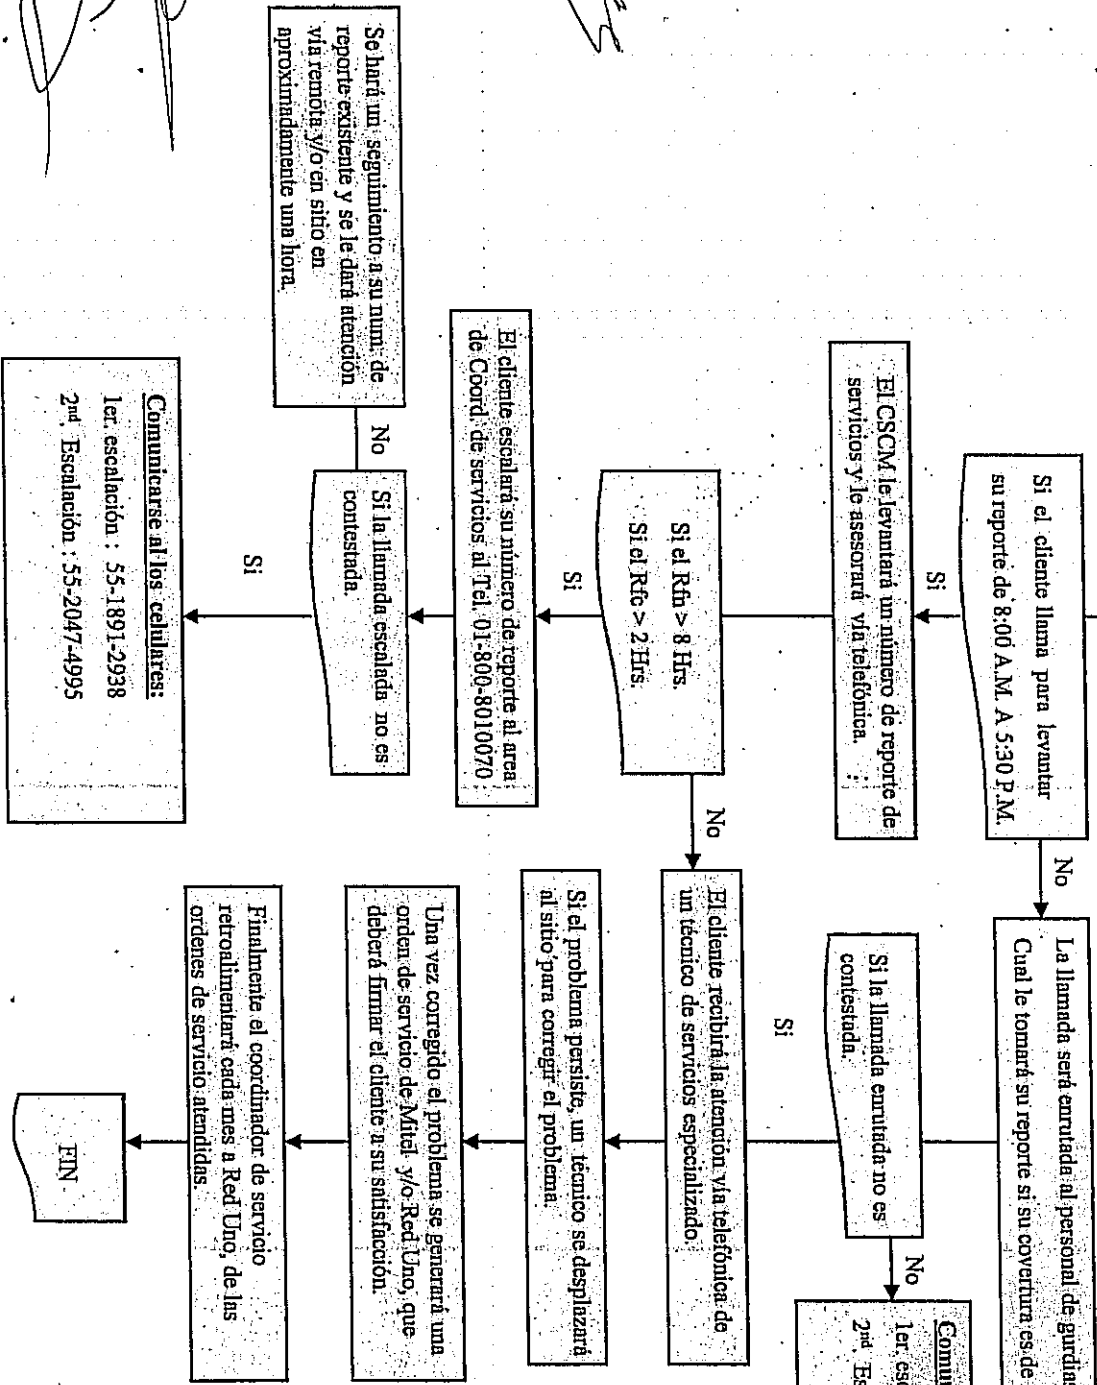 Si el cliente llama para levantar
su reporte de 8:00 A.M. A 5:30 P.M.
No
La llamada será enrutada al personal de gurdias
Cual le tomará su reporte si su covertura es de
Si
El CSCM le levantará un número de reporte de
servicios y le asesorará vía telefónica.
Si la llamada enrutada no es
contestada.
No
Comun
1er. esc
2nd. Es
Si
Si el Rfn > 8 Hrs.
Si el Rfc > 2 Hrs.
No
El cliente recibirá la atención vía telefónica de
un técnico de servicios especializado.
Si
El cliente escalará su número de reporte al area
de Coord. de servicios al Tel. 01-800-8010070
Si el problema persiste, un técnico se desplazará
al sitio para corregir el problema.
Se hará un seguimiento a su num. de
reporte existente y se le dará atención
vía remota y/o en sitio en
aproximadamente una hora.
No
Si la llamada escalada no es
contestada.
Una vez corregido el problema se generará una
orden de servicio de Mitel y/o Red Uno, que
deberá firmar el cliente a su satisfacción.
Si
Comunicarse al los celulares:
1er. escalación : 55-1891-2938
2nd. Escalación : 55-2047-4995
Finalmente el coordinador de servicio
retroalimentará cada mes a Red Uno, de las
ordenes de servicio atendidas.
FIN